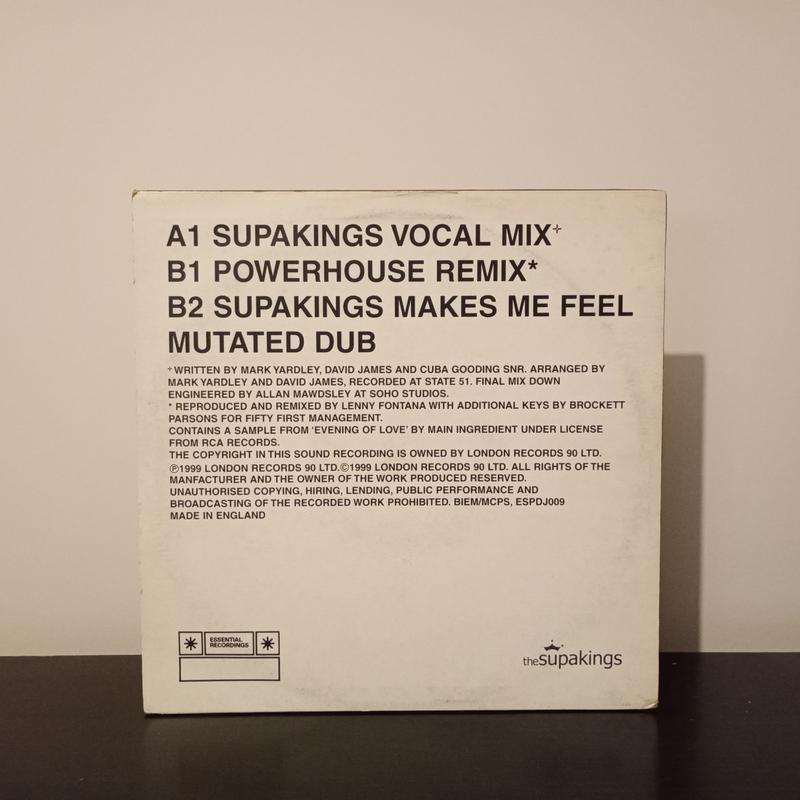 A1 SUPAKINGS VOCAL MIX✢
B1 POWERHOUSE REMIX*
B2 SUPAKINGS MAKES ME FEEL
MUTATED DUB
✢ WRITTEN BY MARK YARDLEY, DAVID JAMES AND CUBA GOODING SNR. ARRANGED BY
MARK YARDLEY AND DAVID JAMES, RECORDED AT STATE 51. FINAL MIX DOWN
ENGINEERED BY ALLAN MAWDSLEY AT SOHO STUDIOS.
* REPRODUCED AND REMIXED BY LENNY FONTANA WITH ADDITIONAL KEYS BY BROCKETT
PARSONS FOR FIFTY FIRST MANAGEMENT.
CONTAINS A SAMPLE FROM 'EVENING OF LOVE' BY MAIN INGREDIENT UNDER LICENSE
FROM RCA RECORDS.
THE COPYRIGHT IN THIS SOUND RECORDING IS OWNED BY LONDON RECORDS 90 LTD.
℗1999 LONDON RECORDS 90 LTD.©1999 LONDON RECORDS 90 LTD. ALL RIGHTS OF THE
MANFACTURER AND THE OWNER OF THE WORK PRODUCED RESERVED.
UNAUTHORISED COPYING, HIRING, LENDING, PUBLIC PERFORMANCE AND
BROADCASTING OF THE RECORDED WORK PROHIBITED. BIEM/MCPS, ESPDJ009
MADE IN ENGLAND
ESSENTIAL
RECORDINGS
thesupakings